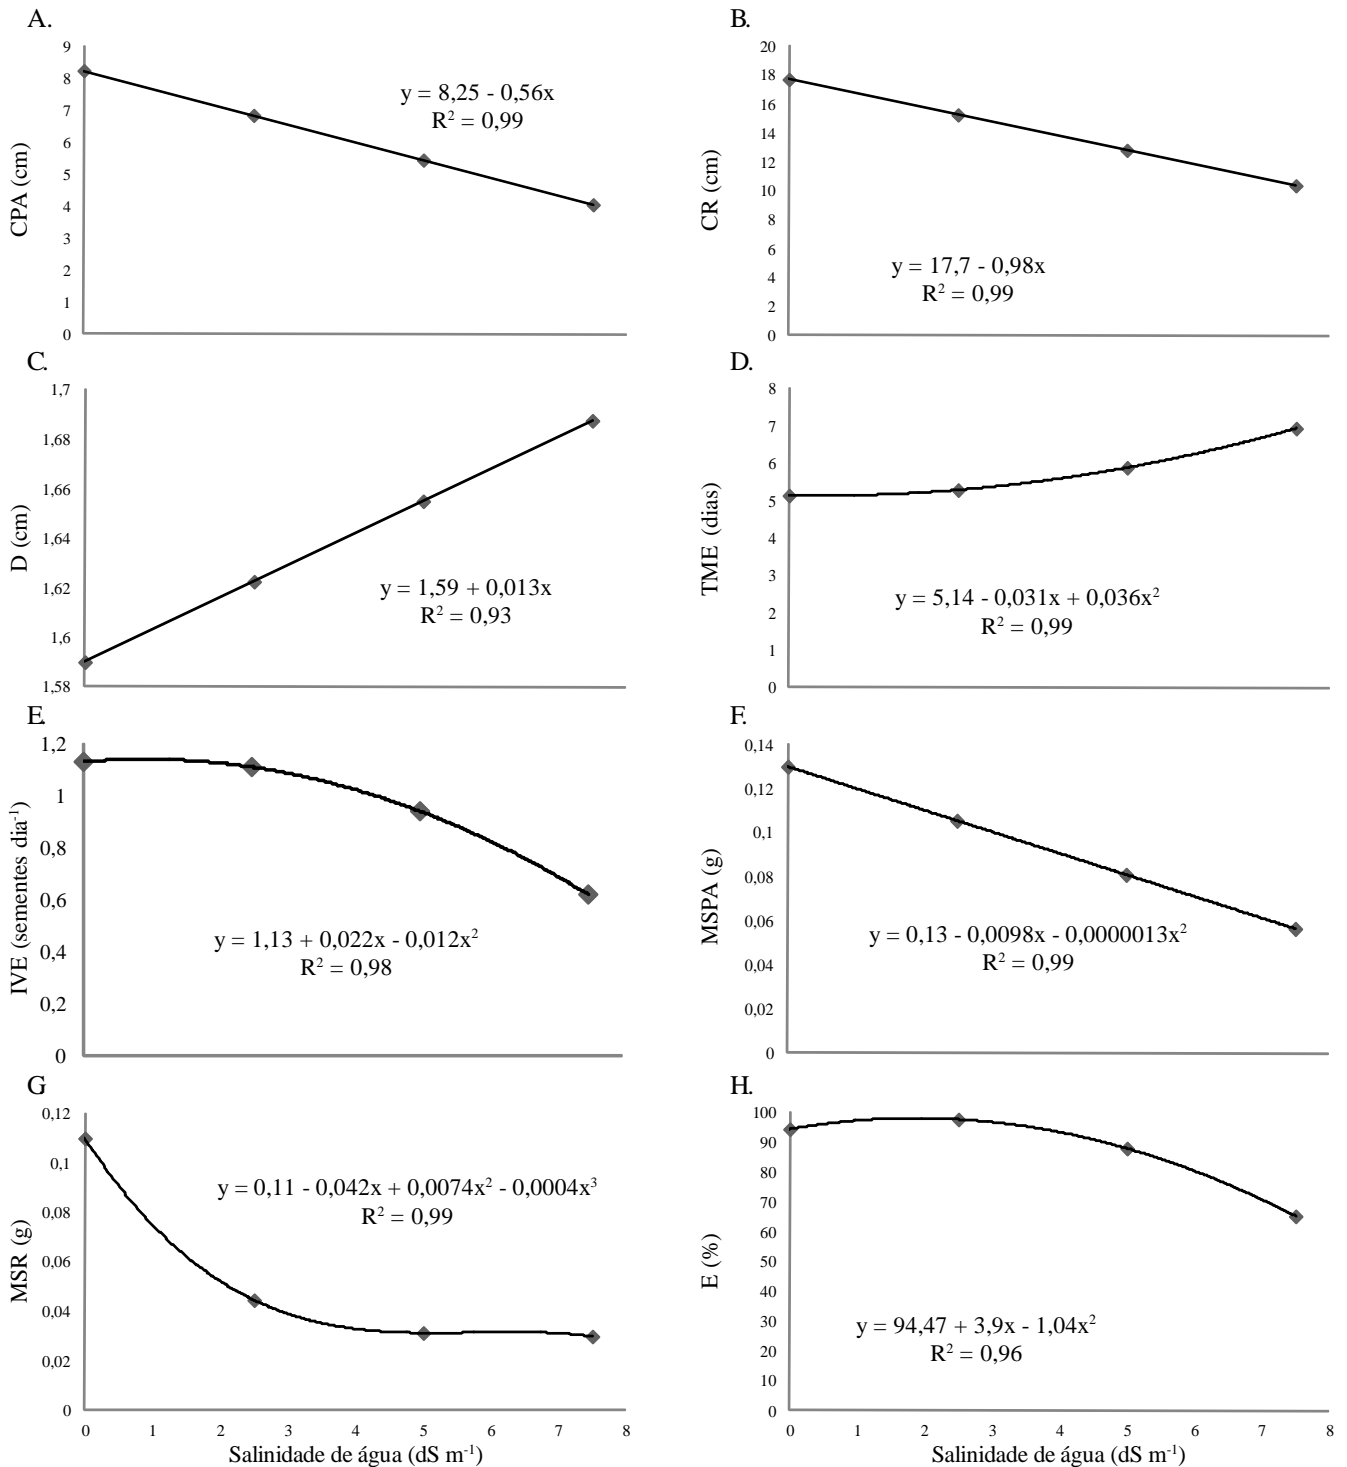 A.
9
8
7
6
5
4
3
2
1
0
CPA (cm)
y = 8,25 - 0,56x
R² = 0,99
B.
20
18
16
14
12
10
8
6
4
2
0
CR (cm)
y = 17,7 - 0,98x
R² = 0,99
C.
1,7
1,68
1,66
1,64
1,62
1,6
1,58
D (cm)
y = 1,59 + 0,013x
R² = 0,93
D.
8
7
6
5
4
3
2
1
0
TME (dias)
y = 5,14 - 0,031x + 0,036x²
R² = 0,99
E.
1,2
1
0,8
0,6
0,4
0,2
0
IVE (sementes dia⁻¹)
y = 1,13 + 0,022x - 0,012x²
R² = 0,98
F.
0,14
0,12
0,1
0,08
0,06
0,04
0,02
0
MSPA (g)
y = 0,13 - 0,0098x - 0,0000013x²
R² = 0,99
G
0,12
0,1
0,08
0,06
0,04
0,02
0
MSR (g)
y = 0,11 - 0,042x + 0,0074x² - 0,0004x³
R² = 0,99
0 1 2 3 4 5 6 7 8
Salinidade de água (dS m⁻¹)
H.
100
90
80
70
60
50
40
30
20
10
0
E (%)
y = 94,47 + 3,9x - 1,04x²
R² = 0,96
0 1 2 3 4 5 6 7 8
Salinidade de água (dS m⁻¹)